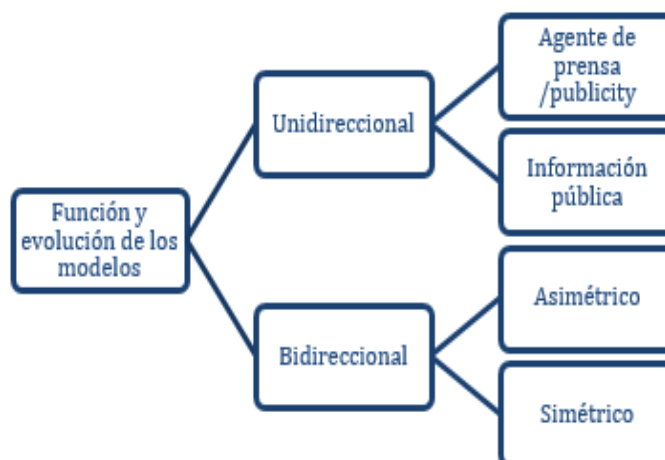 Agente de
prensa
/publicity
Unidireccional
Información
pública
Función y
evolución de los
modelos
Asimétrico
Bidireccional
Simétrico